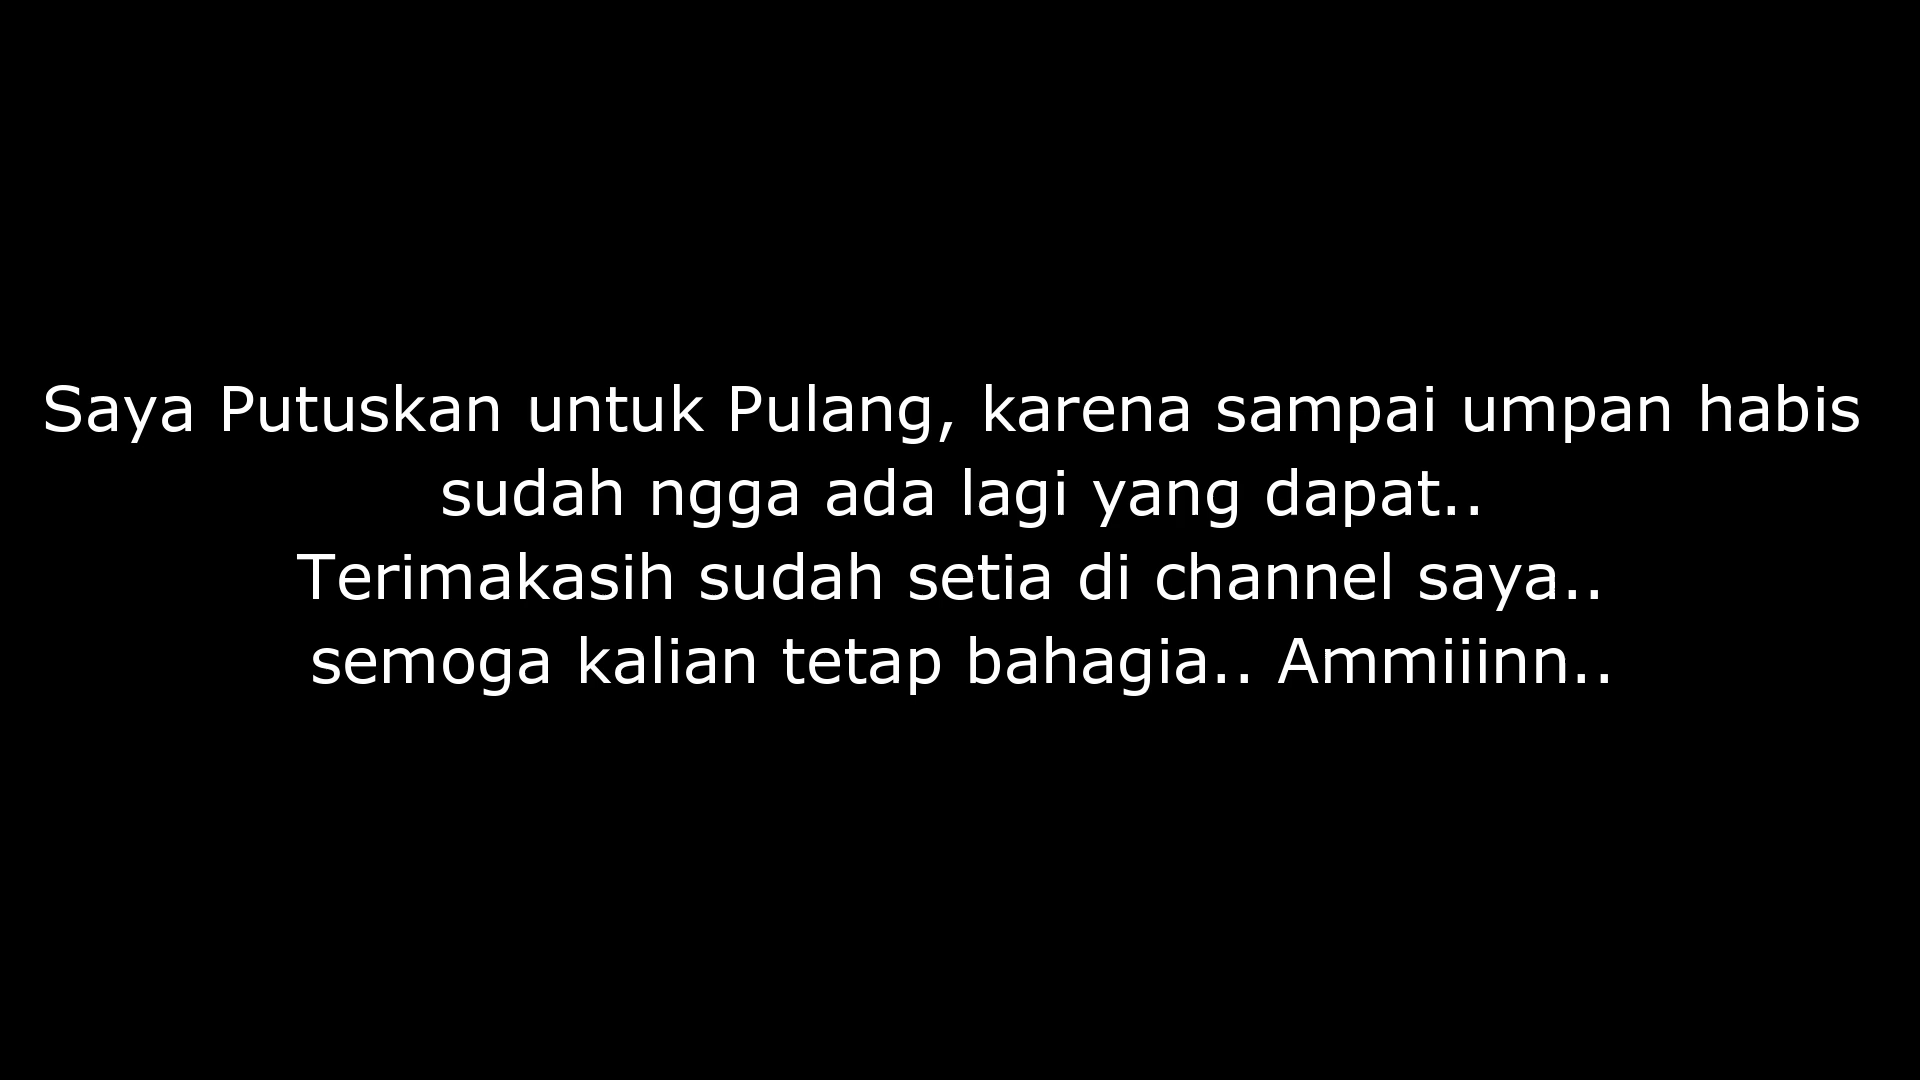 Saya Putuskan untuk Pulang, karena sampai umpan habis
sudah ngga ada lagi yang dapat..
Terimakasih sudah setia di channel saya..
semoga kalian tetap bahagia.. Ammiiinn..